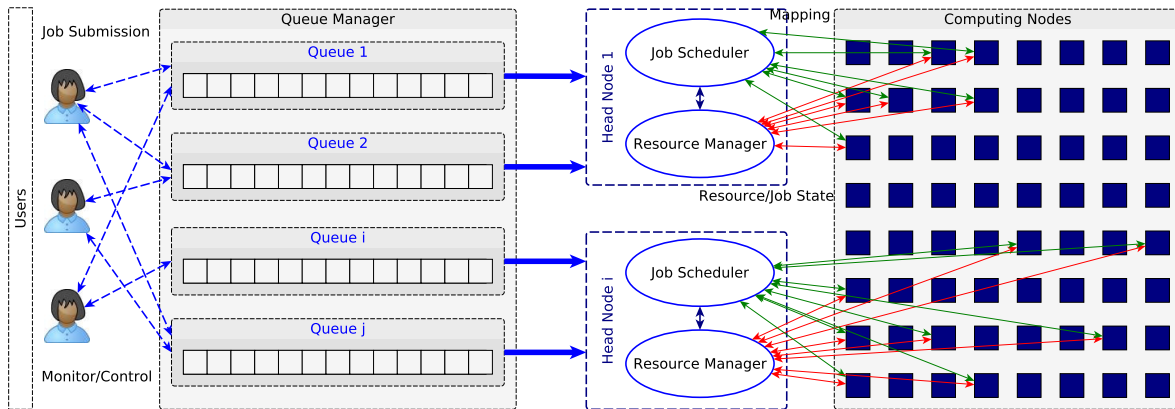 Users
Job Submission
Monitor/Control
Queue Manager
Queue 1
Queue 2
Queue i
Queue j
Head Node 1
Job Scheduler
Resource Manager
Head Node i
Job Scheduler
Resource Manager
Mapping
Resource/Job State
Computing Nodes